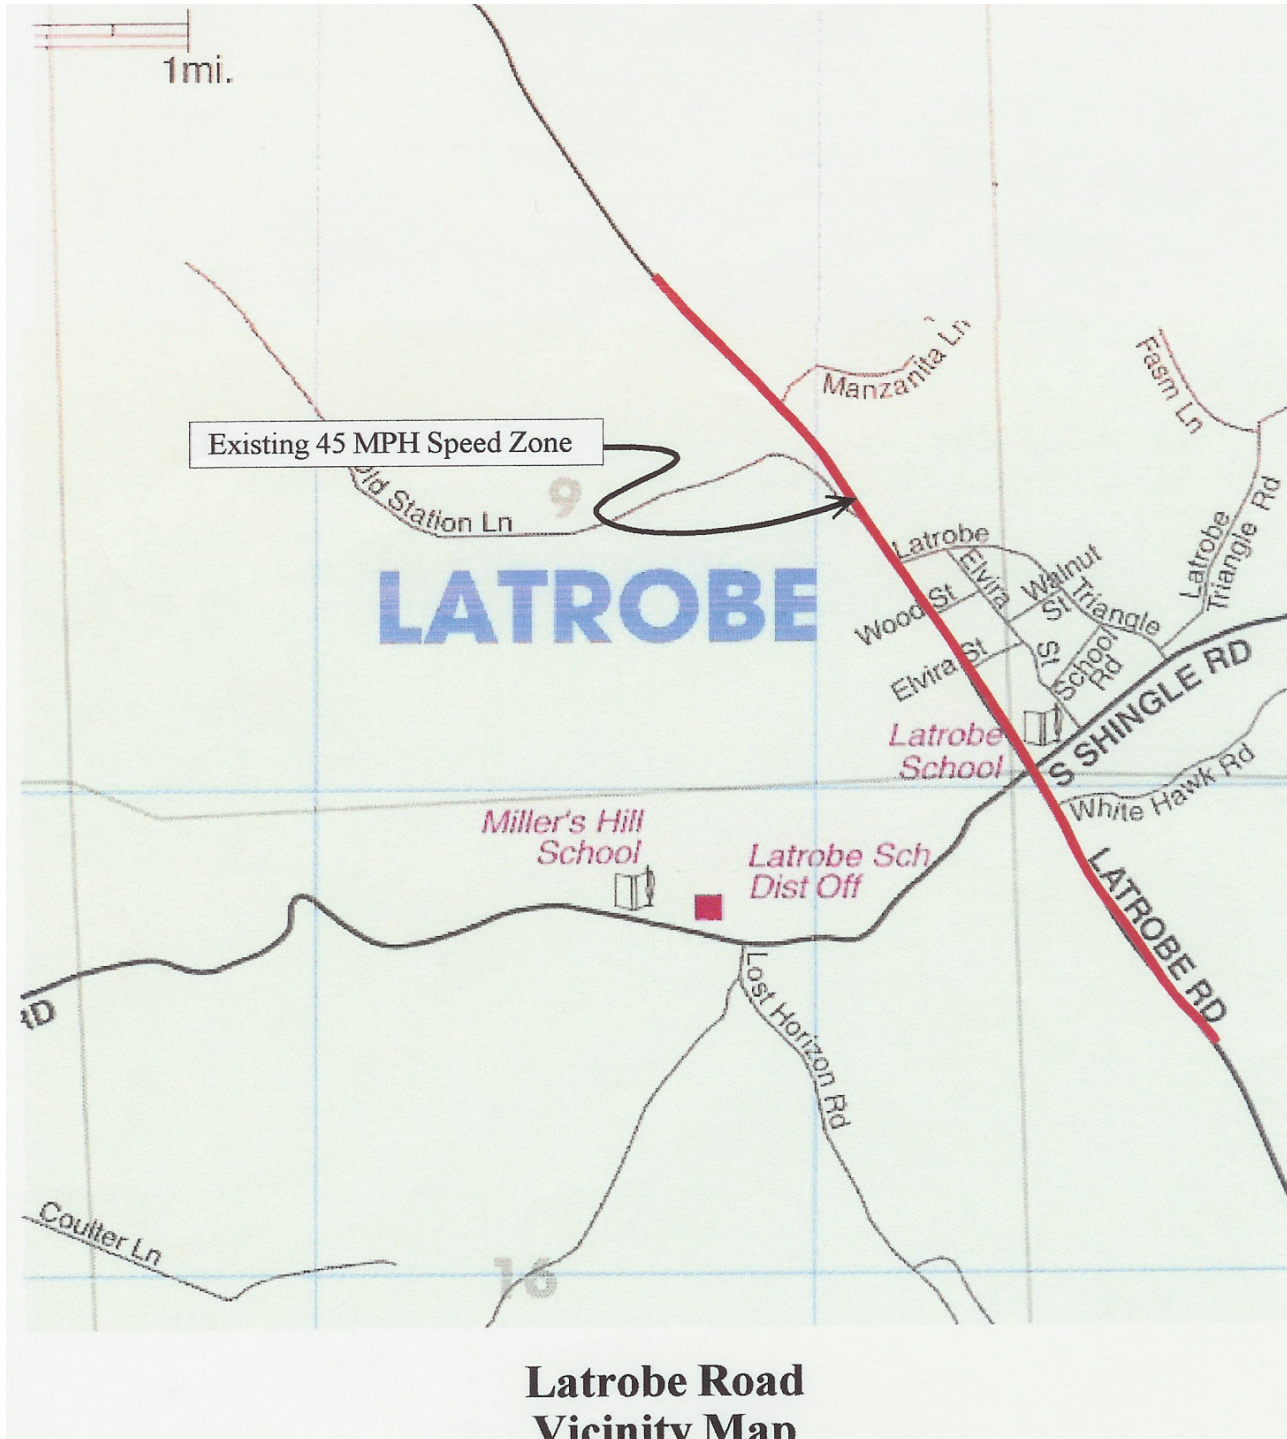 1mi.
Manzanita Ln
Fasm Ln
Existing 45 MPH Speed Zone
Old Station Ln
9
LATROBE
Latrobe
Triangle
Elvira
St
Walnut
St
Wood St
Elvira St
School
Rd
Latrobe
Triangle Rd
S SHINGLE RD
Latrobe
School
White Hawk Rd
Miller's Hill
School
Latrobe Sch
Dist Off
LATROBE RD
RD
Lost Horizon Rd
Coulter Ln
16
Latrobe Road
Vicinity Map